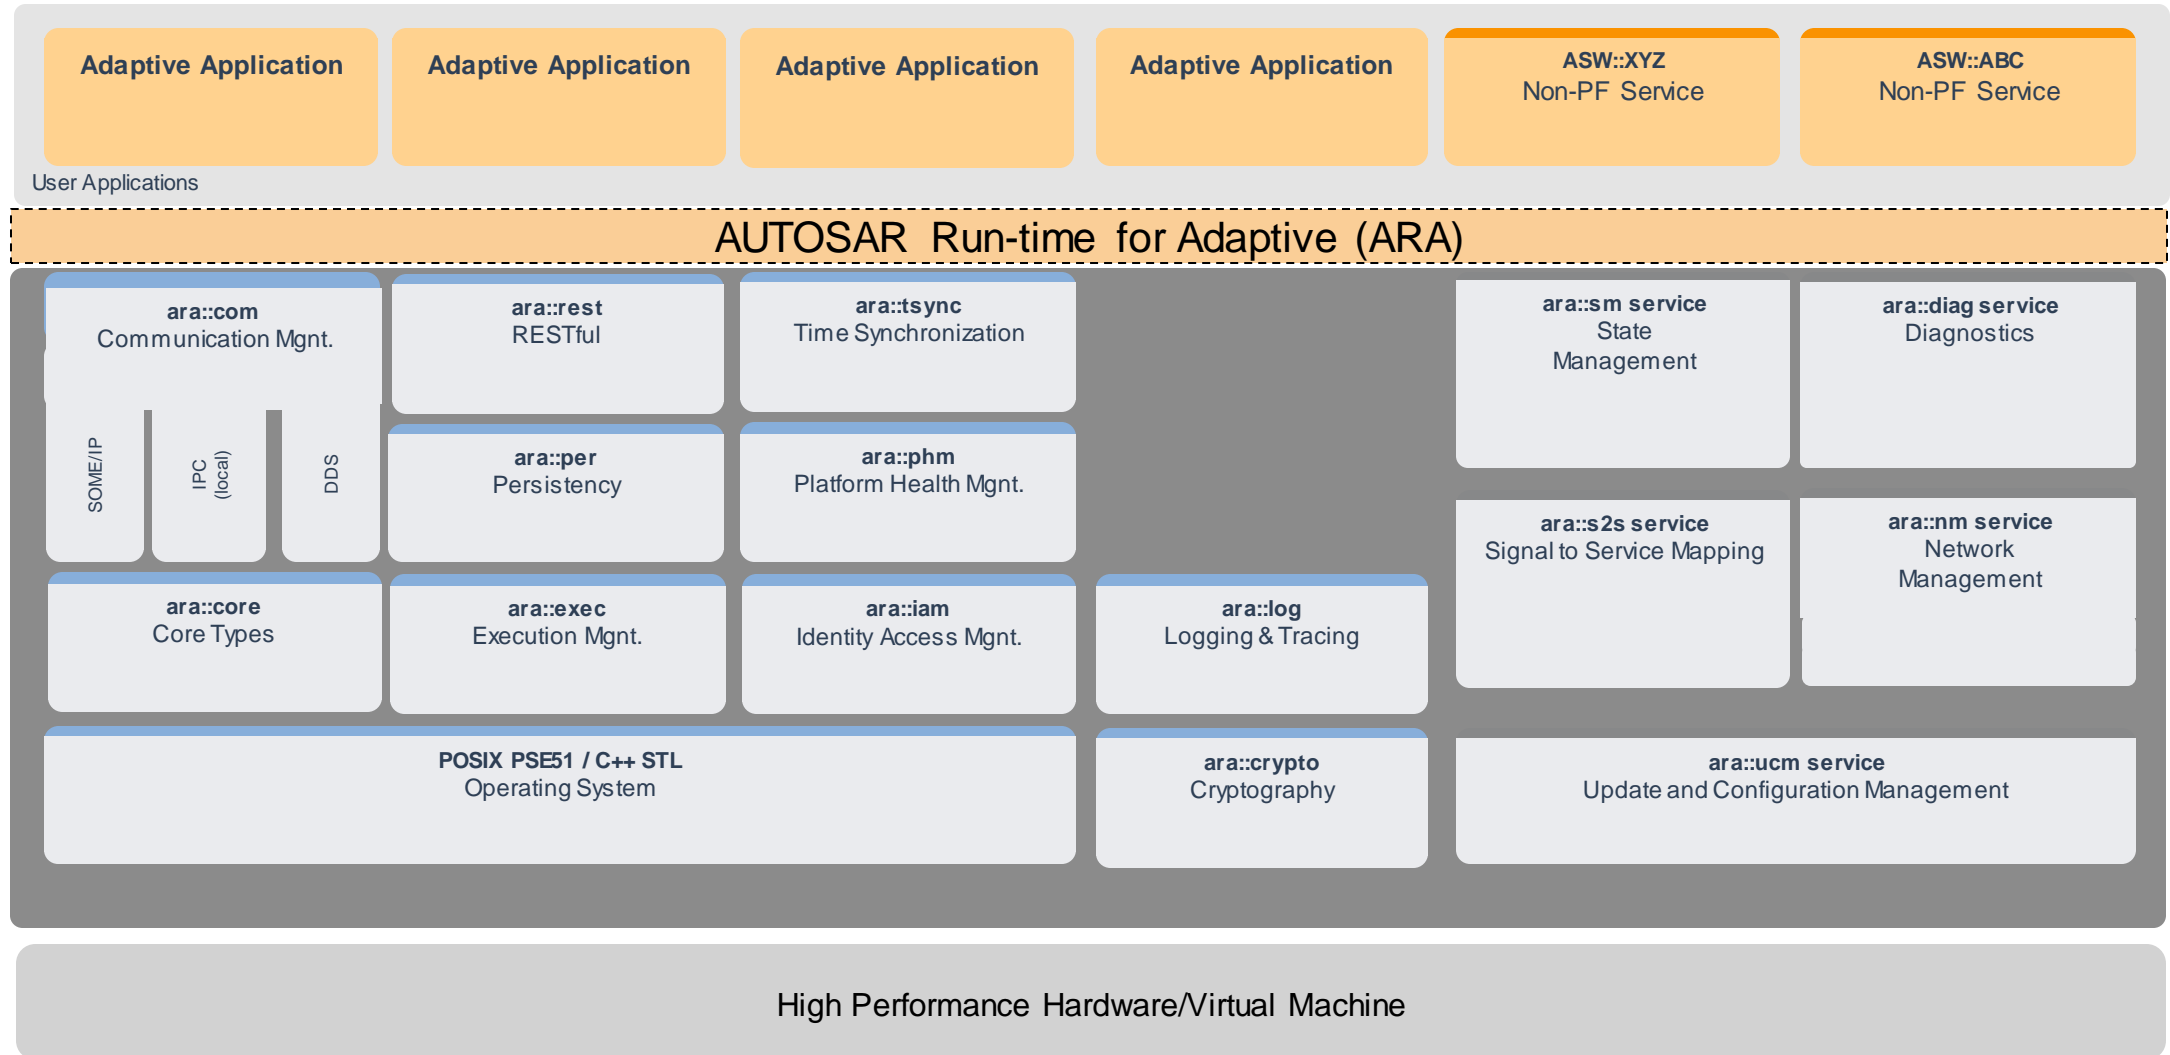 Adaptive Application
Adaptive Application
Adaptive Application
Adaptive Application
ASW::XYZ
Non-PF Service
ASW::ABC
Non-PF Service
User Applications
AUTOSAR Run-time for Adaptive (ARA)
ara::com
Communication Mgnt.
SOME/IP
IPC
(local)
DDS
ara::rest
RESTful
ara::tsync
Time Synchronization
ara::sm service
State
Management
ara::diag service
Diagnostics
ara::per
Persistency
ara::phm
Platform Health Mgnt.
ara::s2s service
Signal to Service Mapping
ara::nm service
Network
Management
ara::core
Core Types
ara::exec
Execution Mgnt.
ara::iam
Identity Access Mgnt.
ara::log
Logging & Tracing
POSIX PSE51 / C++ STL
Operating System
ara::crypto
Cryptography
ara::ucm service
Update and Configuration Management
High Performance Hardware/Virtual Machine